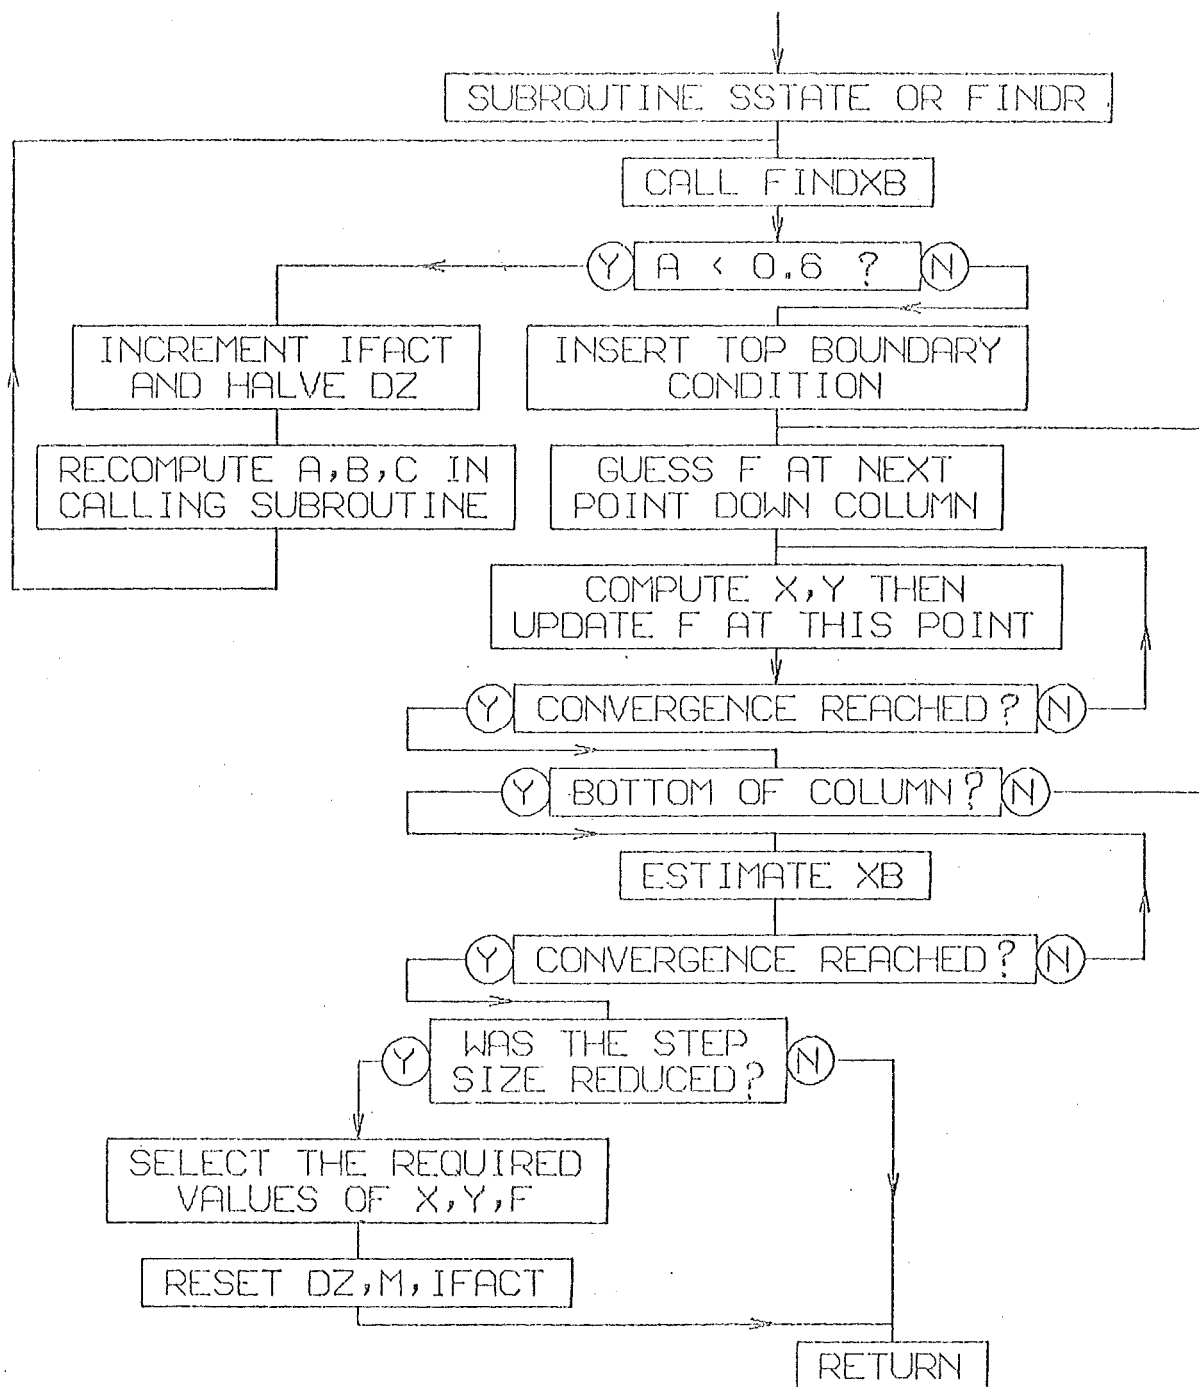 SUBROUTINE SSTATE OR FINDR
CALL FINDXB
Y A < 0.6 ? N
INCREMENT IFACT
AND HALVE DZ
INSERT TOP BOUNDARY
CONDITION
RECOMPUTE A,B,C IN
CALLING SUBROUTINE
GUESS F AT NEXT
POINT DOWN COLUMN
COMPUTE X,Y THEN
UPDATE F AT THIS POINT
Y CONVERGENCE REACHED? N
Y BOTTOM OF COLUMN? N
ESTIMATE XB
Y CONVERGENCE REACHED? N
Y WAS THE STEP N
SIZE REDUCED?
SELECT THE REQUIRED
VALUES OF X,Y,F
RESET DZ,M,IFACT
RETURN